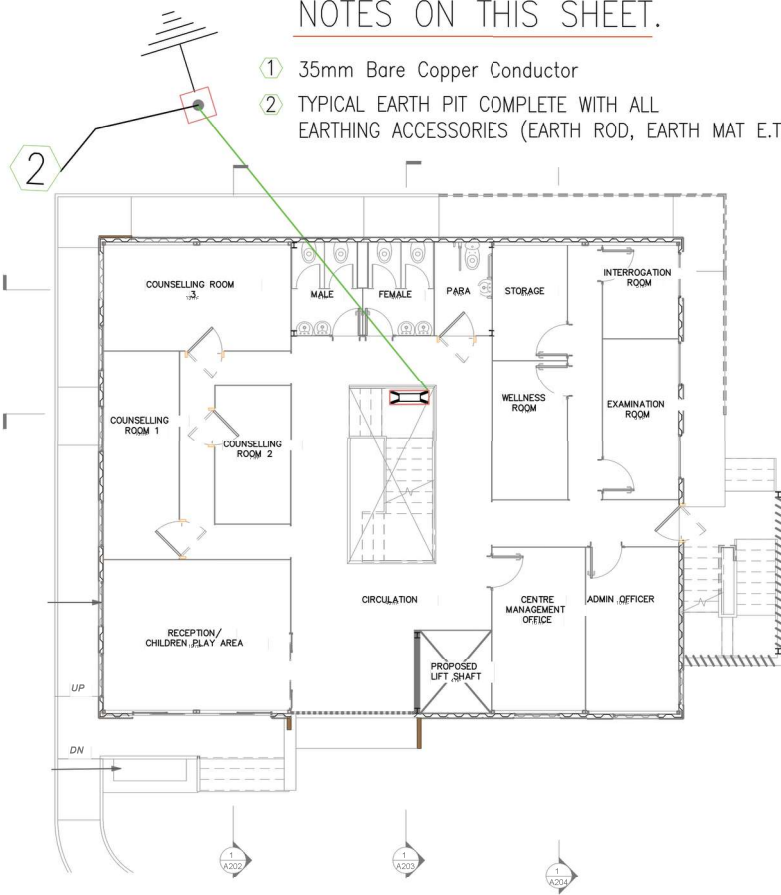 NOTES ON THIS SHEET.
1 35mm Bare Copper Conductor
2 TYPICAL EARTH PIT COMPLETE WITH ALL
EARTHING ACCESSORIES (EARTH ROD, EARTH MAT E.T
2
COUNSELLING ROOM
3
MALE
FEMALE
PARA
STORAGE
INTERROGATION
ROOM
COUNSELLING
ROOM 1
COUNSELLING
ROOM 2
WELLNESS
ROOM
EXAMINATION
ROOM
CIRCULATION
CENTRE
MANAGEMENT
OFFICE
ADMIN OFFICER
RECEPTION/
CHILDREN PLAY AREA
PROPOSED
LIFT SHAFT
UP
DN
1
A202
1
A203
1
A204